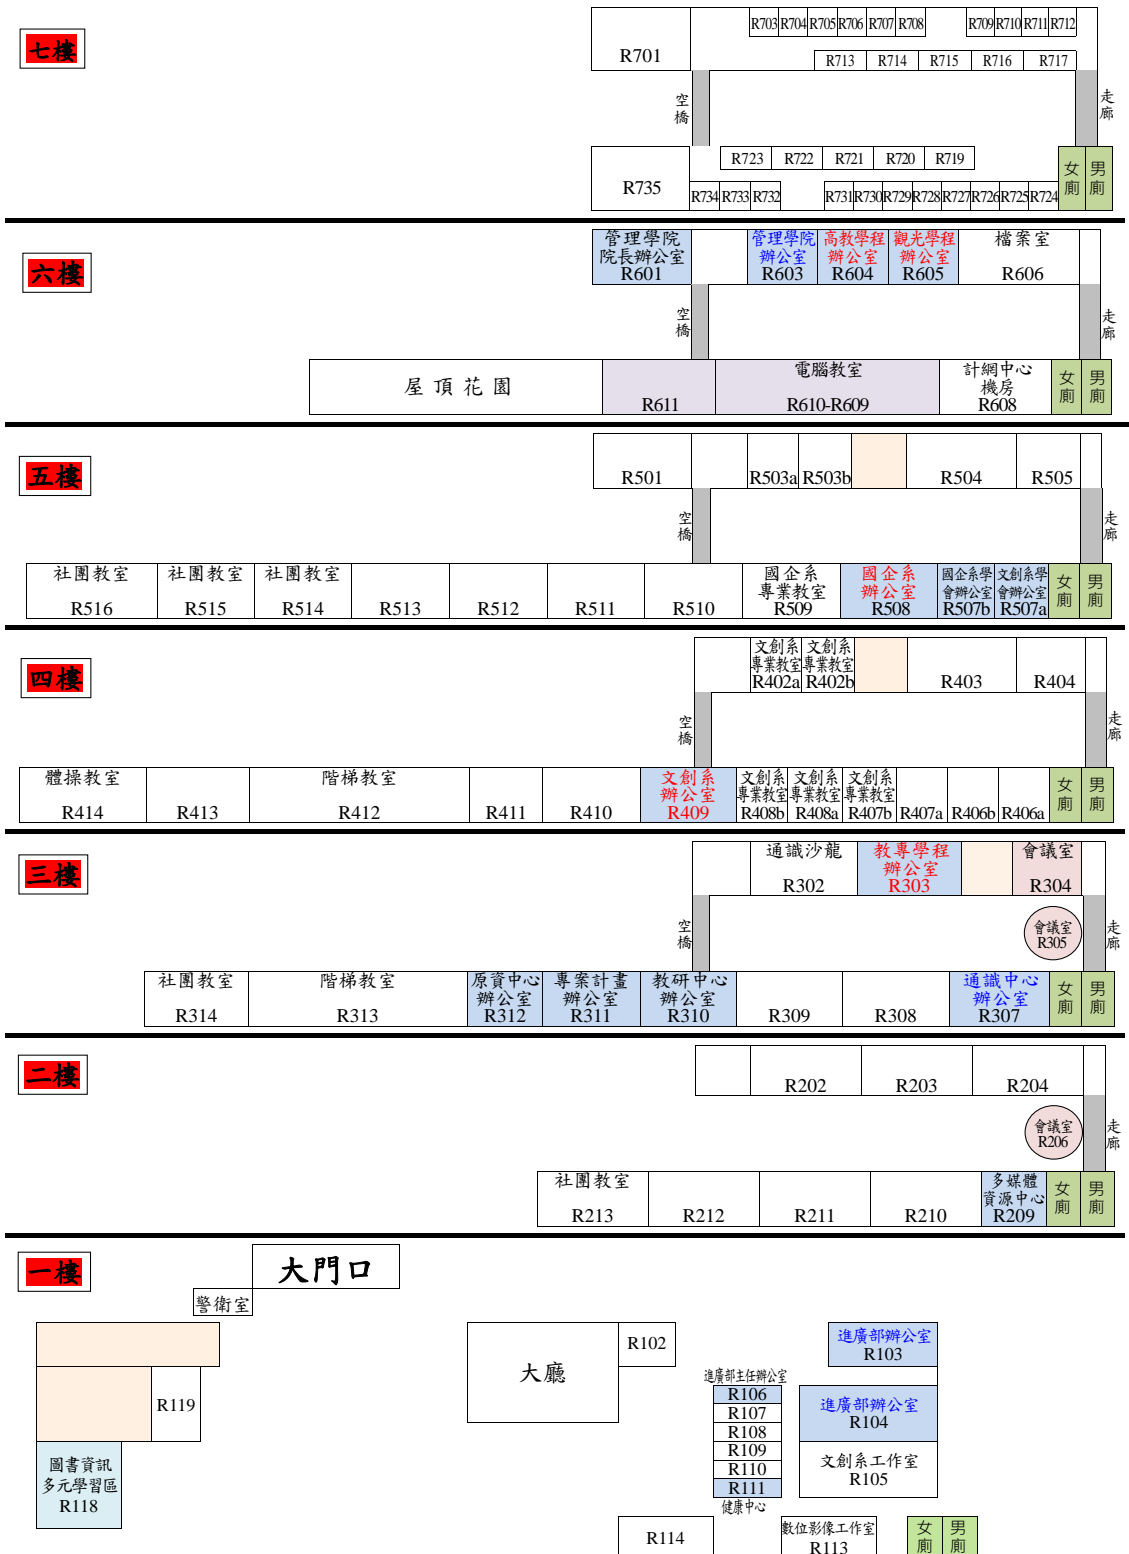 七樓
R703 R704 R705 R706 R707 R708 R709 R710 R711 R712
R701
R713 R714 R715 R716 R717
空橋
走廊
R723 R722 R721 R720 R719
R735
R734 R733 R732 R731 R730 R729 R728 R727 R726 R725 R724
女廁 男廁
六樓
管理學院 管理學院 高教學程 觀光學程 檔案室
院長辦公室 辦公室 辦公室 辦公室
R601 R603 R604 R605 R606
空橋
走廊
屋頂花園
電腦教室 計網中心
機房
R611 R610-R609 R608
女廁 男廁
五樓
R501 R503a R503b R504 R505
空橋
走廊
社團教室 社團教室 社團教室 國企系 國企系 國企系學 文創系學
專業教室 辦公室 會辦公室 會辦公室
R516 R515 R514 R513 R512 R511 R510 R509 R508 R507b R507a
女廁 男廁
四樓
文創系 文創系
專業教室 專業教室
R402a R402b R403 R404
空橋
走廊
體操教室 階梯教室 文創系 文創系 文創系 文創系
辦公室 專業教室 專業教室 專業教室
R414 R413 R412 R411 R410 R409 R408b R408a R407b R407a R406b R406a
女廁 男廁
三樓
通識沙龍 教專學程 會議室
辦公室
R302 R303 R304
會議室
R305
空橋
走廊
社團教室 階梯教室 原資中心 專案計畫 教研中心 通識中心
辦公室 辦公室 辦公室 辦公室
R314 R313 R312 R311 R310 R309 R308 R307
女廁 男廁
二樓
R202 R203 R204
會議室
R206
走廊
社團教室 多媒體
資源中心
R213 R212 R211 R210 R209
女廁 男廁
一樓
大門口
警衛室
R102
大廳
進廣部辦公室
R103
進廣部主任辦公室
R106
R107
R108
R109
R110
R111
健康中心
進廣部辦公室
R104
文創系工作室
R105
R119
圖書資訊
多元學習區
R118
R114
數位影像工作室
R113
女廁 男廁